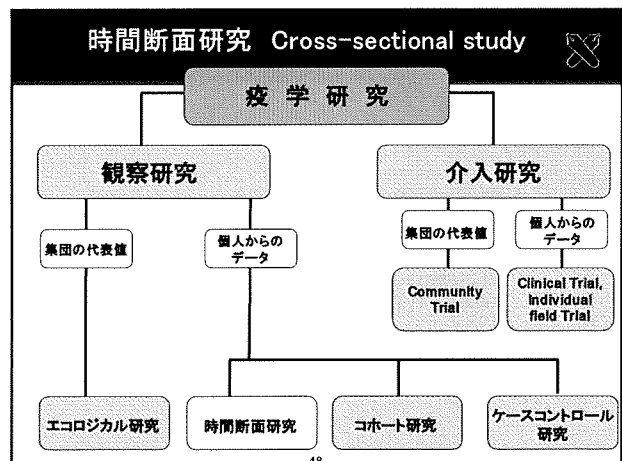 時間断面研究 Cross-sectional study
疫 学 研 究
観察研究
介入研究
集団の代表値
個人からの
データ
集団の代表値
個人からの
データ
Community
Trial
Clinical Trial,
Individual
field Trial
エコロジカル研究
時間断面研究
コホート研究
ケースコントロール
研究
48